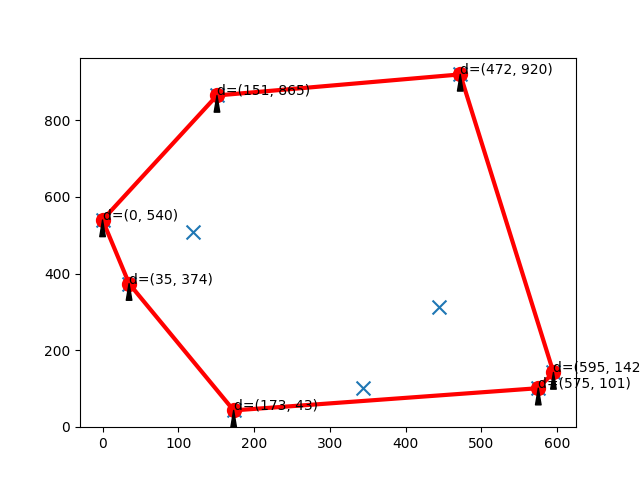 d=(472, 920)
d=(151, 865)
800
600
d=(0, 540)
400
d=(35, 374)
200
d=(595, 142
d=(575, 101)
d=(173, 43)
0
0 100 200 300 400 500 600